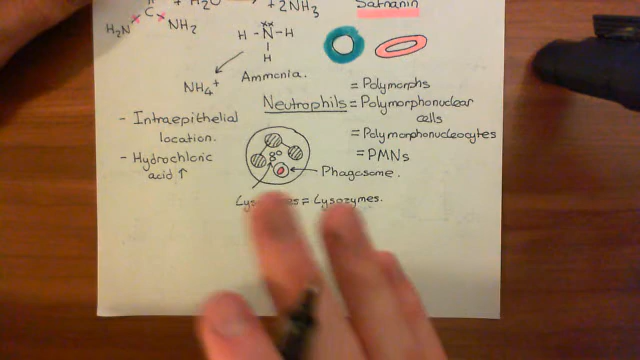 C + H₂O + 2NH₃
H₂N NH₂
Safranin
H - N - H
H
NH₄⁺
Ammonia.
Neutrophils = Polymorphs
= Polymorphonuclear
cells
= Polymorphonucleocytes
= PMNs
- Intraepithelial
location.
- Hydrochloric
acid ↑
Phagosome.
= Lysozymes.